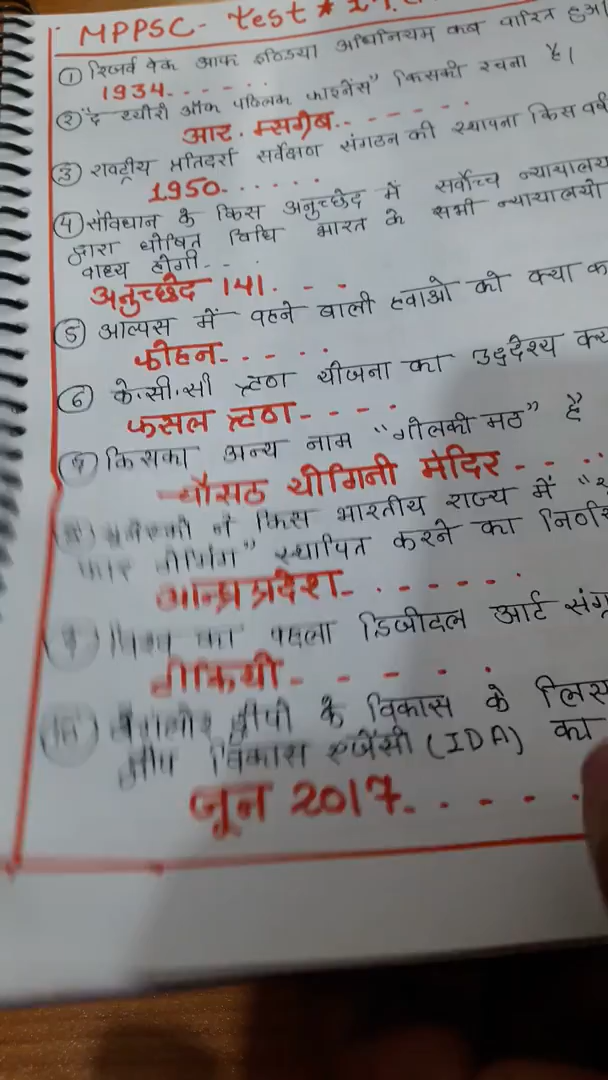 MPPSC- Test *
① रिजर्व बैंक आफ इण्डिया अधिनियम कब पारित हुआ
1934.....
② "द थ्योरी ऑफ पब्लिक फाइनेंस" किसकी रचना है।
आर. मसग्रेब......
③ राष्ट्रीय प्रतिदर्श सर्वेक्षण संगठन की स्थापना किस वर्ष
1950......
④ संविधान के किस अनुच्छेद में सर्वोच्च न्यायालय
द्वारा घोषित विधि भारत के सभी न्यायालयो
वाध्य होगी...
अनुच्छेद 141....
⑤ आल्पस में वहने वाली हवाओ को क्या
फोहन.....
⑥ के.सी.सी ऋण योजना का उद्देश्य
फसल ऋण-....
किसका अन्य नाम "गोलकी मठ" है
चौसठ योगिनी मंदिर-...
ने किस भारतीय राज्य में
स्थापित करने का
आन्ध्रप्रदेश-......
का पहला डिजीटल आर्ट
टोकियो-.....
द्वीपो के विकास के लिए
द्वीप विकास एजेंसी (IDA) का
जून 2017......